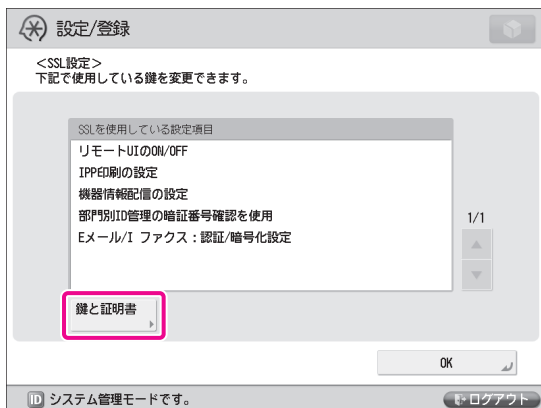 設定/登録
<SSL設定>
下記で使用している鍵を変更できます。
SSLを使用している設定項目
リモートUIのON/OFF
IPP印刷の設定
機器情報配信の設定
部門別ID管理の暗証番号確認を使用
Eメール/I ファクス：認証/暗号化設定
1/1
鍵と証明書
OK
ID システム管理モードです。
ログアウト